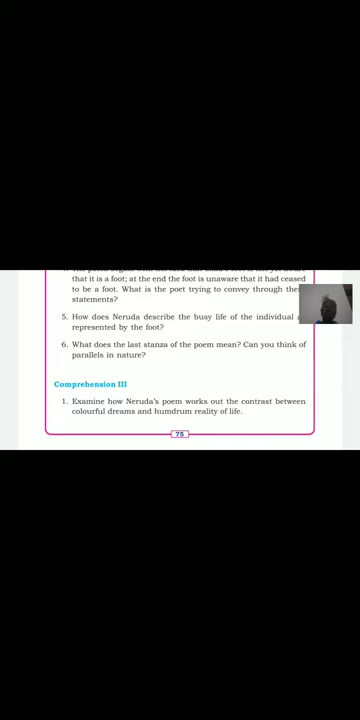 that it is a foot; at the end the foot is unaware that it had ceased
to be a foot. What is the poet trying to convey through
statements?
5. How does Neruda describe the busy life of the individual
represented by the foot?
6. What does the last stanza of the poem mean? Can you think of
parallels in nature?
Comprehension III
1. Examine how Neruda's poem works out the contrast between
colourful dreams and humdrum reality of life.
75